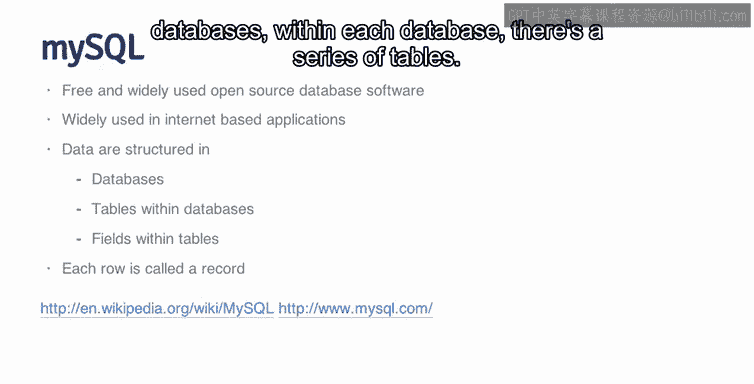 databases, within each database, there's a
series of tables.
mySQL
· Free and widely used open source database software
· Widely used in internet based applications
· Data are structured in
- Databases
- Tables within databases
- Fields within tables
· Each row is called a record
http://en.wikipedia.org/wiki/MySQL http://www.mysql.com/